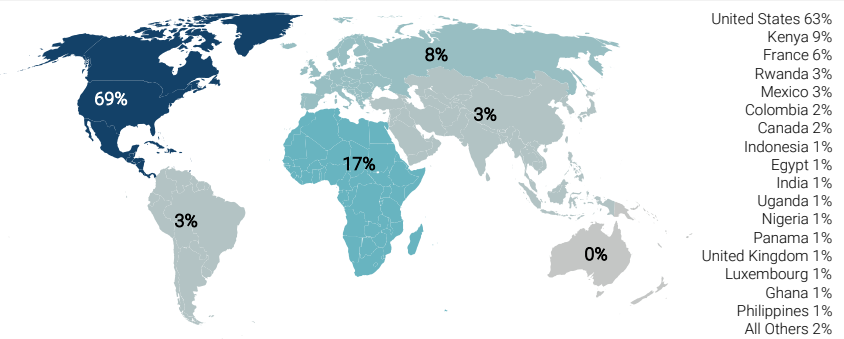 69%
8%
3%
17%
3%
0%
United States 63%
Kenya 9%
France 6%
Rwanda 3%
Mexico 3%
Colombia 2%
Canada 2%
Indonesia 1%
Egypt 1%
India 1%
Uganda 1%
Nigeria 1%
Panama 1%
United Kingdom 1%
Luxembourg 1%
Ghana 1%
Philippines 1%
All Others 2%